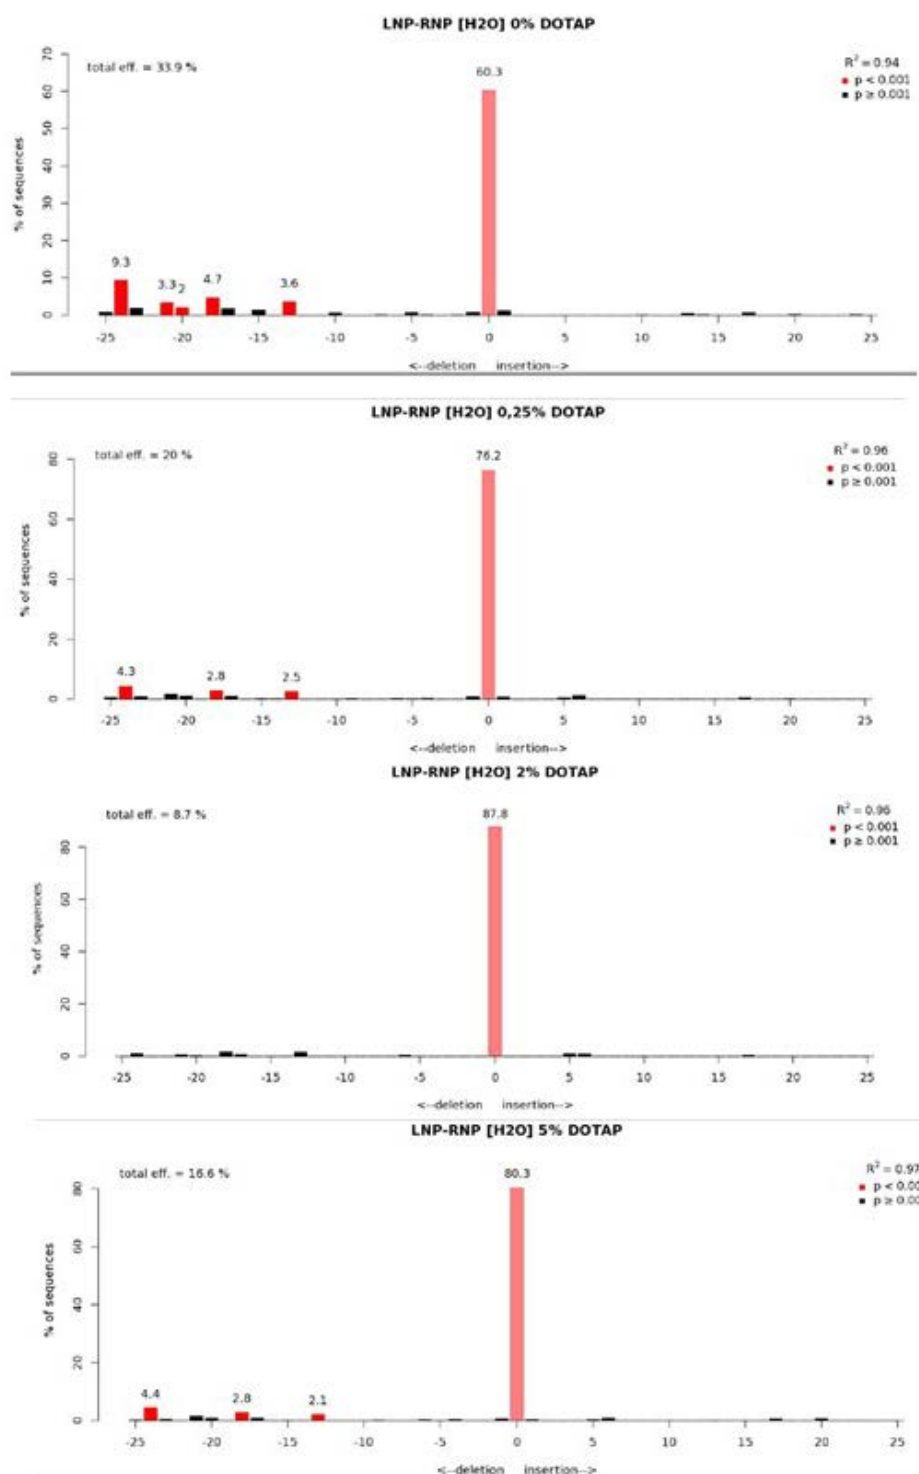 LNP-RNP [H2O] 0% DOTAP
total eff. = 33.9 %
R² = 0.94
p < 0.001
p ≥ 0.001
% of sequences
0 10 20 30 40 50 60 70
9.3 3.3 2 4.7 3.6 60.3
-25 -20 -15 -10 -5 0 5 10 15 20 25
<--deletion insertion-->
LNP-RNP [H2O] 0,25% DOTAP
total eff. = 20 %
R² = 0.96
p < 0.001
p ≥ 0.001
% of sequences
0 20 40 60 80
4.3 2.8 2.5 76.2
-25 -20 -15 -10 -5 0 5 10 15 20 25
<--deletion insertion-->
LNP-RNP [H2O] 2% DOTAP
total eff. = 8.7 %
R² = 0.96
p < 0.001
p ≥ 0.001
% of sequences
0 20 40 60 80
87.8
-25 -20 -15 -10 -5 0 5 10 15 20 25
<--deletion insertion-->
LNP-RNP [H2O] 5% DOTAP
total eff. = 16.6 %
R² = 0.97
p < 0.00
p ≥ 0.00
% of sequences
0 20 40 60 80
4.4 2.8 2.1 80.3
-25 -20 -15 -10 -5 0 5 10 15 20 25
<--deletion insertion-->